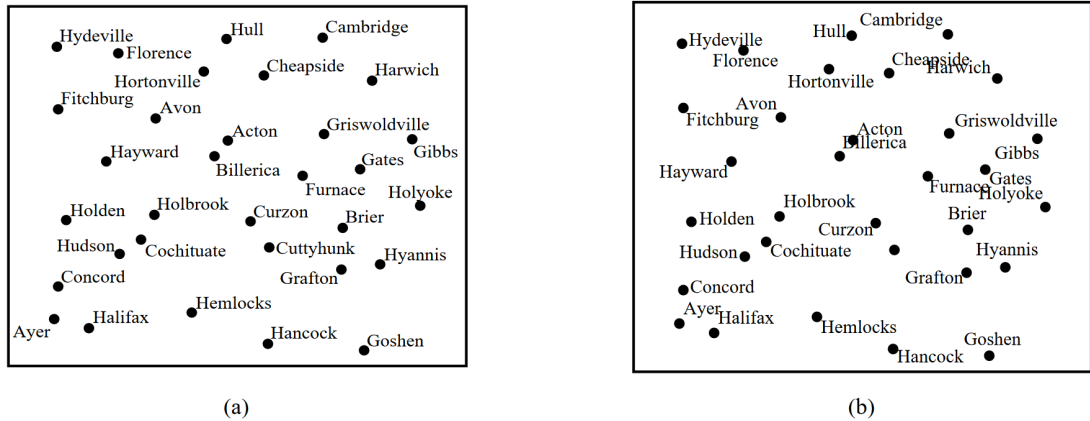 Hull
Cambridge
Hydeville
Florence
Cheapside
Hortonville
Harwich
Fitchburg
Avon
Acton
Griswoldville
Gibbs
Hayward
Billerica
Gates
Furnace
Holyoke
Holden
Holbrook
Curzon
Brier
Hudson
Cochituate
Cuttyhunk
Hyannis
Grafton
Concord
Hemlocks
Ayer
Halifax
Hancock
Goshen
(a)
Cambridge
Hull
Hydeville
Florence
Cheapside
Harwich
Hortonville
Avon
Fitchburg
Acton
Griswoldville
Billerica
Gibbs
Hayward
Gates
Furnace
Holyoke
Holbrook
Holden
Brier
Curzon
Cochituate
Hudson
Hyannis
Grafton
Concord
Ayer
Halifax
Hemlocks
Goshen
Hancock
(b)